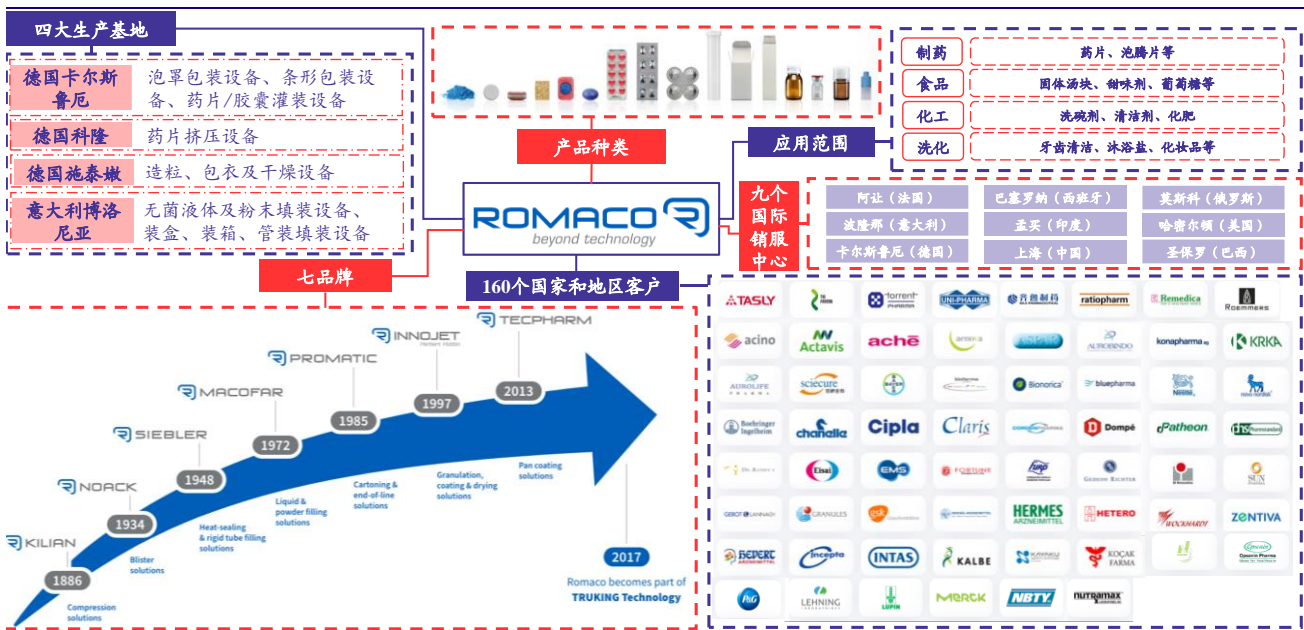 四大生产基地
德国卡尔斯
鲁厄
泡罩包装设备、条形包装设
备、药片/胶囊灌装设备
德国科隆
药片挤压设备
德国施泰嫩
造粒、包衣及干燥设备
意大利博洛
尼亚
无菌液体及粉末填装设备、
装盒、装箱、管装填装设备
产品种类
应用范围
制药
药片、泡腾片等
食品
固体汤块、甜味剂、葡萄糖等
化工
洗碗剂、清洁剂、化肥
洗化
牙齿清洁、沐浴盐、化妆品等
ROMACO
beyond technology
九个
国际
销服
中心
阿让（法国）
巴塞罗纳（西班牙）
莫斯科（俄罗斯）
波隆那（意大利）
孟买（印度）
哈密尔顿（美国）
卡尔斯鲁厄（德国）
上海（中国）
圣保罗（巴西）
七品牌
160个国家和地区客户
KILIAN
1886
Compression
solutions
NOACK
1934
Blister
solutions
SIEBLER
1948
Heat-sealing
& rigid tube filling
solutions
MACOFAR
1972
Liquid &
powder filling
solutions
PROMATIC
1985
Cartoning &
end-of-line
solutions
INNOJET
1997
Granulation,
coating & drying
solutions
TECPHARM
2013
Pan coating
solutions
2017
Romaco becomes part of
TRUKING Technology
TASLY
torrent
PHARMA
UNI-PHARMA
齐鲁制药
ratiopharm
Remedica
Roemmers
acino
Actavis
aché
AUROBINDO
konapharma AG
KRKA
AUROLIFE
PHARMA
sciecure
BAYER
Bionorica
bluepharma
Nestlé
novo nordisk
Boehringer
Ingelheim
chanelle
Cipla
Claris
Dompé
Patheon
Eisai
EMS
FORTUNE
GEDEON RICHTER
SUN
PHARMA
GEROT LANNACH
GRANULES
gsk
HERMES
ARZNEIMITTEL
HETERO
WOCKHARDT
ZENTIVA
HEPERT
ARZNEIMITTEL
Incepta
INTAS
KALBE
KOÇAK
FARMA
Opsonin Pharma
P&G
LEHNING
LABORATOIRES
LUPIN
MERCK
NBTY
nutramax